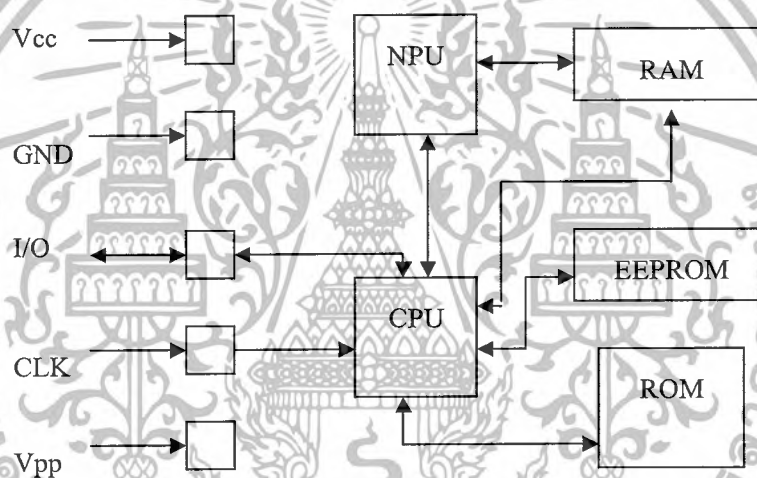 Vcc
NPU
RAM
GND
I/O
EEPROM
CPU
CLK
ROM
Vpp